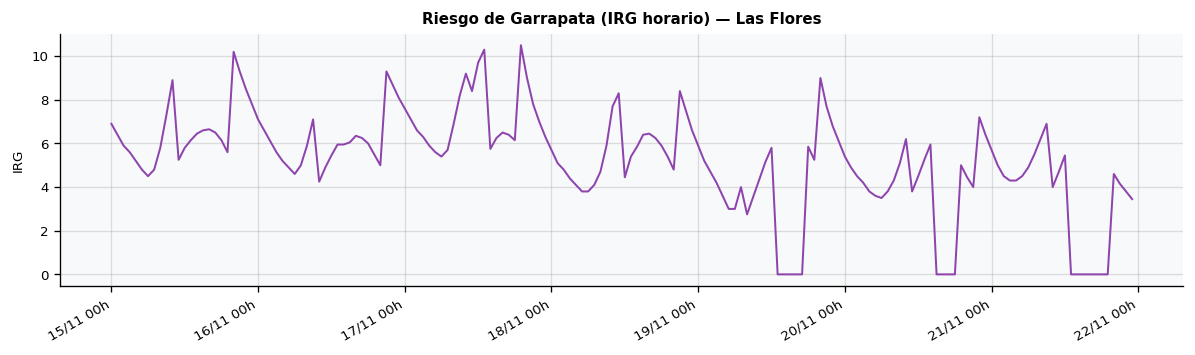 Riesgo de Garrapata (IRG horario) — Las Flores
IRG
10
8
6
4
2
0
15/11 00h
16/11 00h
17/11 00h
18/11 00h
19/11 00h
20/11 00h
21/11 00h
22/11 00h